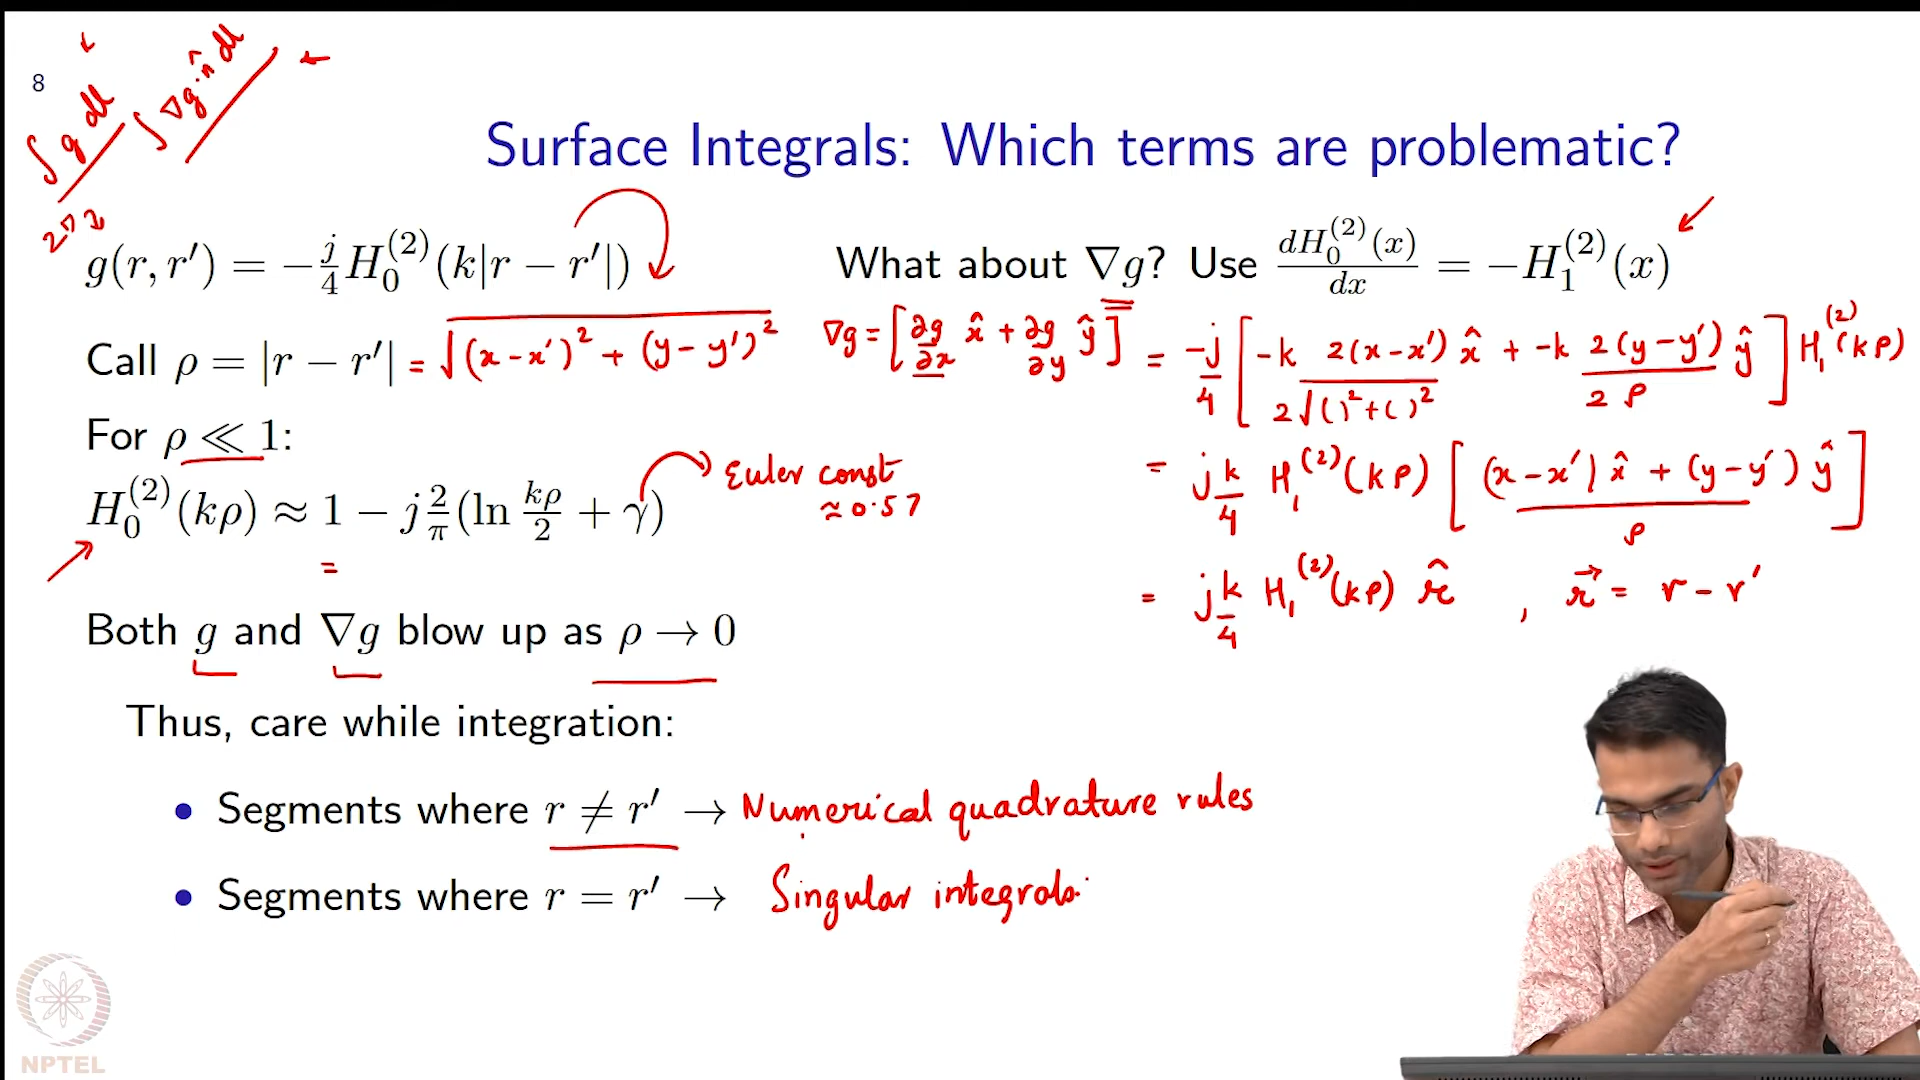 8
∫ g dl ∫ ∇g·n̂ dl
Surface Integrals: Which terms are problematic?
g(r, r′) = −j/4 H₀⁽²⁾(k|r − r′|)
Call ρ = |r − r′| = √((x−x′)² + (y−y′)²)
For ρ ≪ 1:
H₀⁽²⁾(kρ) ≈ 1 − j 2/π (ln kρ/2 + γ)
Euler const
≈ 0.57
Both g and ∇g blow up as ρ → 0
What about ∇g? Use dH₀⁽²⁾(x)/dx = −H₁⁽²⁾(x)
∇g = [∂g/∂x x̂ + ∂g/∂y ŷ] = −j/4 [−k 2(x−x′)/2√(()²+()²) x̂ + −k 2(y−y′)/2ρ ŷ] H₁⁽²⁾(kρ)
= j k/4 H₁⁽²⁾(kρ) [(x−x′) x̂ + (y−y′) ŷ / ρ]
= j k/4 H₁⁽²⁾(kρ) r̂ , r⃗ = r − r′
Thus, care while integration:
• Segments where r ≠ r′ → Numerical quadrature rules
• Segments where r = r′ → Singular integrals
NPTEL